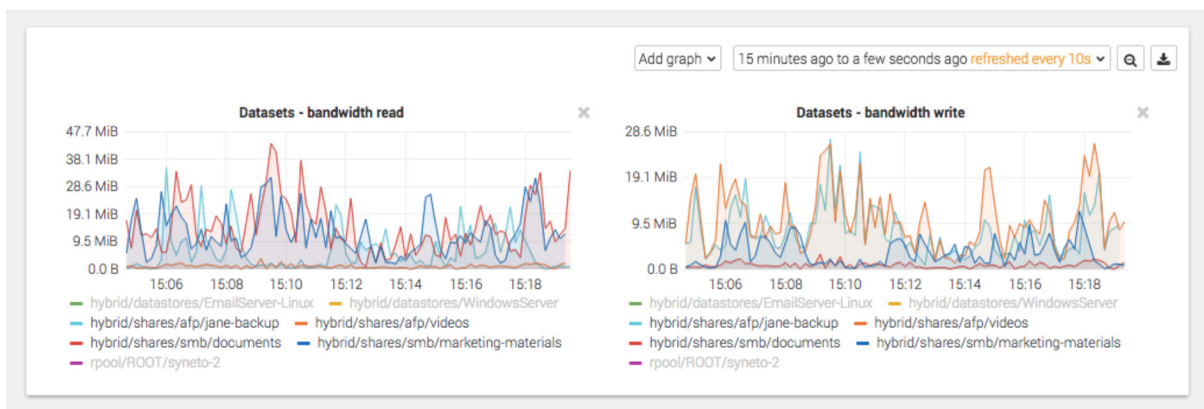 Add graph
15 minutes ago to a few seconds ago refreshed every 10s
Datasets - bandwidth read
47.7 MiB
38.1 MiB
28.6 MiB
19.1 MiB
9.5 MiB
0.0 B
15:06 15:08 15:10 15:12 15:14 15:16 15:18
hybrid/datastores/EmailServer-Linux hybrid/datastores/WindowsServer
hybrid/shares/afp/jane-backup hybrid/shares/afp/videos
hybrid/shares/smb/documents hybrid/shares/smb/marketing-materials
rpool/ROOT/syneto-2
Datasets - bandwidth write
28.6 MiB
19.1 MiB
9.5 MiB
0.0 B
15:06 15:08 15:10 15:12 15:14 15:16 15:18
hybrid/datastores/EmailServer-Linux hybrid/datastores/WindowsServer
hybrid/shares/afp/jane-backup hybrid/shares/afp/videos
hybrid/shares/smb/documents hybrid/shares/smb/marketing-materials
rpool/ROOT/syneto-2